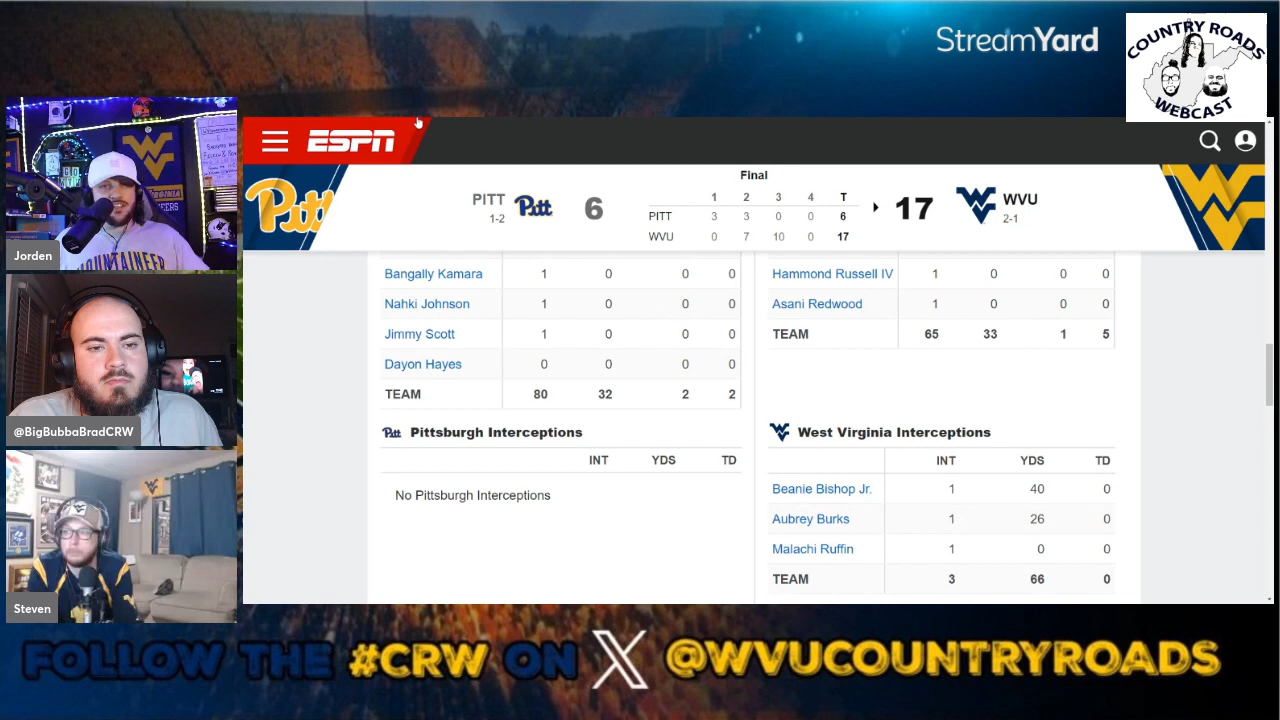 StreamYard
COUNTRY ROADS
WEBCAST
Jorden
@BigBubbaBradCRW
Steven
MOUNTAINEE
ESPN
Final
Pitt
PITT
1-2
Pitt
6
1 2 3 4 T
PITT 3 3 0 0 6
WVU 0 7 10 0 17
17
WVU
2-1
Bangally Kamara 1 0 0 0
Nahki Johnson 1 0 0 0
Jimmy Scott 1 0 0 0
Dayon Hayes 0 0 0 0
TEAM 80 32 2 2
Hammond Russell IV 1 0 0 0
Asani Redwood 1 0 0 0
TEAM 65 33 1 5
Pitt Pittsburgh Interceptions
INT YDS TD
No Pittsburgh Interceptions
West Virginia Interceptions
INT YDS TD
Beanie Bishop Jr. 1 40 0
Aubrey Burks 1 26 0
Malachi Ruffin 1 0 0
TEAM 3 66 0
FOLLOW THE #CRW ON X @WVUCOUNTRYROADS